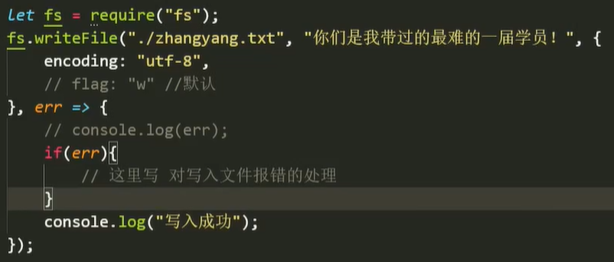 let fs = require("fs");
fs.writeFile("./zhangyang.txt", "你们是我带过的最难的一届学员！", {
    encoding: "utf-8",
    // flag: "w" //默认
}, err => {
    // console.log(err);
    if(err){
        // 这里写 对写入文件报错的处理
    }
    console.log("写入成功");
});